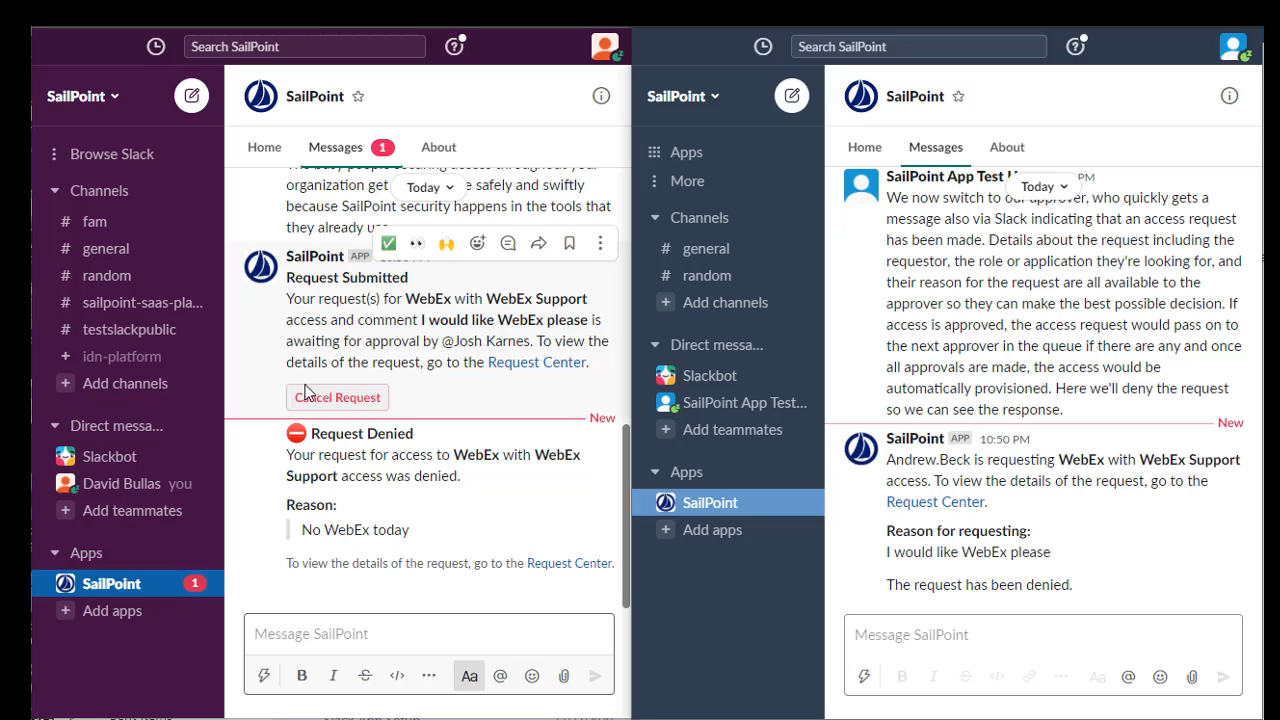 Search SailPoint
SailPoint
Browse Slack
Channels
# fam
# general
# random
# sailpoint-saas-pla...
# testslackpublic
+ idn-platform
+ Add channels
Direct messa...
Slackbot
David Bullas you
+ Add teammates
Apps
SailPoint 1
+ Add apps
SailPoint
Home
Messages 1
About
organization get
Today
e safely and swiftly
because SailPoint security happens in the tools that
they already
SailPoint APP
Request Submitted
Your request(s) for WebEx with WebEx Support
access and comment I would like WebEx please is
awaiting for approval by @Josh Karnes. To view the
details of the request, go to the Request Center.
Cancel Request
New
Request Denied
Your request for access to WebEx with WebEx
Support access was denied.
Reason:
No WebEx today
To view the details of the request, go to the Request Center.
Message SailPoint
B I S </> ... Aa @
Search SailPoint
SailPoint
Apps
More
Channels
# general
# random
+ Add channels
Direct messa...
Slackbot
SailPoint App Test...
+ Add teammates
Apps
SailPoint
+ Add apps
SailPoint
Home
Messages
About
SailPoint App Test
PM
Today
We now switch to our approver, who quickly gets a
message also via Slack indicating that an access request
has been made. Details about the request including the
requestor, the role or application they're looking for, and
their reason for the request are all available to the
approver so they can make the best possible decision. If
access is approved, the access request would pass on to
the next approver in the queue if there are any and once
all approvals are made, the access would be
automatically provisioned. Here we'll deny the request
so we can see the response.
New
SailPoint APP 10:50 PM
Andrew.Beck is requesting WebEx with WebEx Support
access. To view the details of the request, go to the
Request Center.
Reason for requesting:
I would like WebEx please
The request has been denied.
Message SailPoint
B I S </> ... Aa @